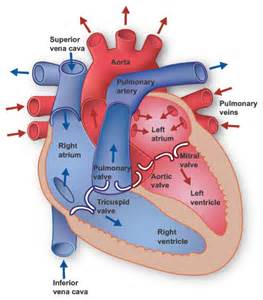 Superior
vena cava
Aorta
Pulmonary
artery
Pulmonary
veins
Left
atrium
Right
atrium
Mitral
valve
Pulmonary
valve
Aortic
valve
Left
ventricle
Tricuspid
valve
Right
ventricle
Inferior
vena cava